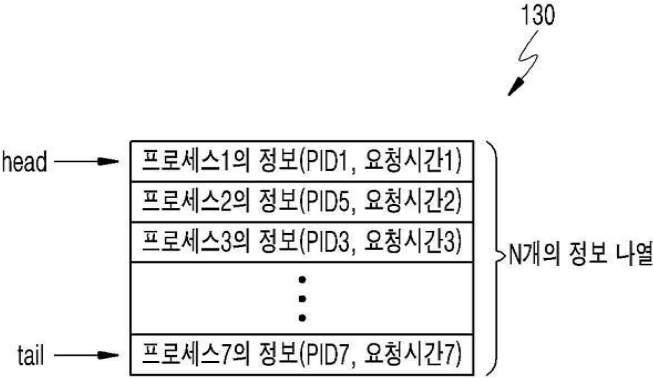 130
head
프로세스1의 정보(PID1, 요청시간1)
프로세스2의 정보(PID5, 요청시간2)
프로세스3의 정보(PID3, 요청시간3)
N개의 정보 나열
tail
프로세스7의 정보(PID7, 요청시간7)